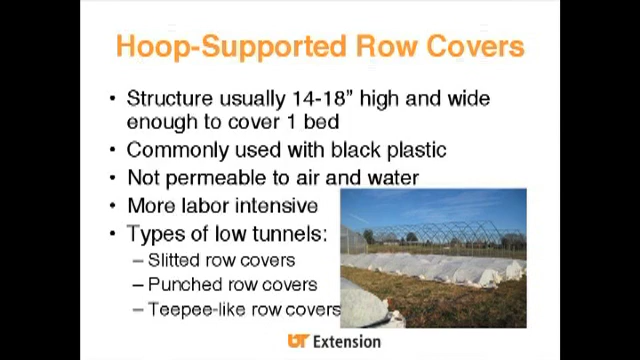 Hoop-Supported Row Covers
• Structure usually 14-18” high and wide
enough to cover 1 bed
• Commonly used with black plastic
• Not permeable to air and water
• More labor intensive
• Types of low tunnels:
– Slitted row covers
– Punched row covers
– Teepee-like row covers
UT Extension